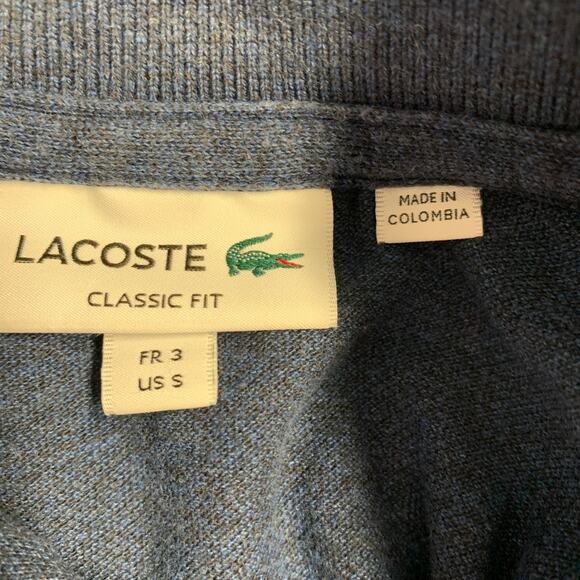 LACOSTE
CLASSIC FIT
FR 3
US S
MADE IN
COLOMBIA